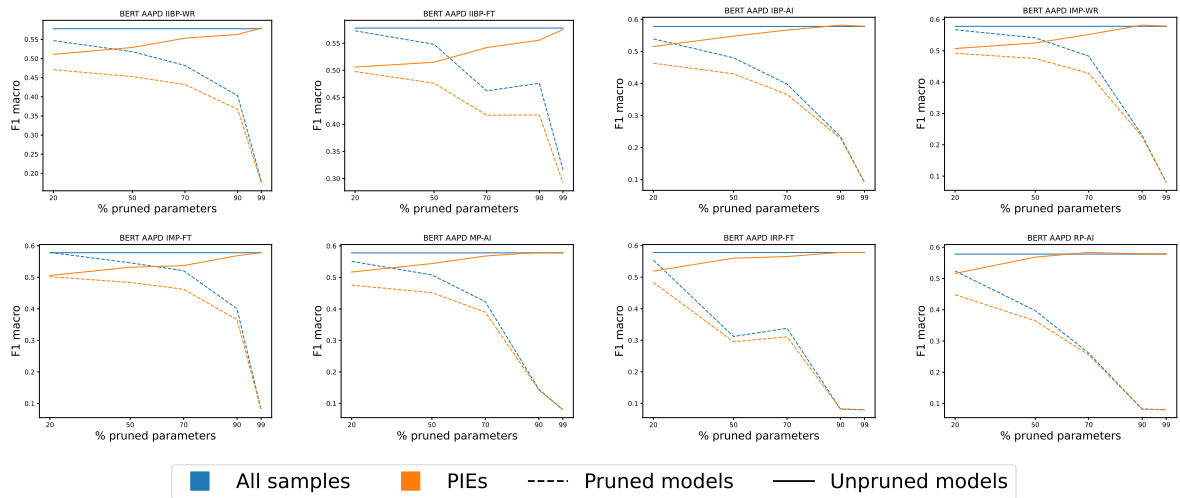 BERT AAPD IIBP-WR
F1 macro
0.55
0.50
0.45
0.40
0.35
0.30
0.25
0.20
20 50 70 90 99
% pruned parameters
BERT AAPD IIBP-FT
F1 macro
0.55
0.50
0.45
0.40
0.35
0.30
20 50 70 90 99
% pruned parameters
BERT AAPD IBP-AI
F1 macro
0.6
0.5
0.4
0.3
0.2
0.1
20 50 70 90 99
% pruned parameters
BERT AAPD IMP-WR
F1 macro
0.6
0.5
0.4
0.3
0.2
0.1
20 50 70 90 99
% pruned parameters
BERT AAPD IMP-FT
F1 macro
0.6
0.5
0.4
0.3
0.2
0.1
20 50 70 90 99
% pruned parameters
BERT AAPD MP-AI
F1 macro
0.6
0.5
0.4
0.3
0.2
0.1
20 50 70 90 99
% pruned parameters
BERT AAPD IRP-FT
F1 macro
0.6
0.5
0.4
0.3
0.2
0.1
20 50 70 90 99
% pruned parameters
BERT AAPD RP-AI
F1 macro
0.6
0.5
0.4
0.3
0.2
0.1
20 50 70 90 99
% pruned parameters
All samples PIEs Pruned models Unpruned models